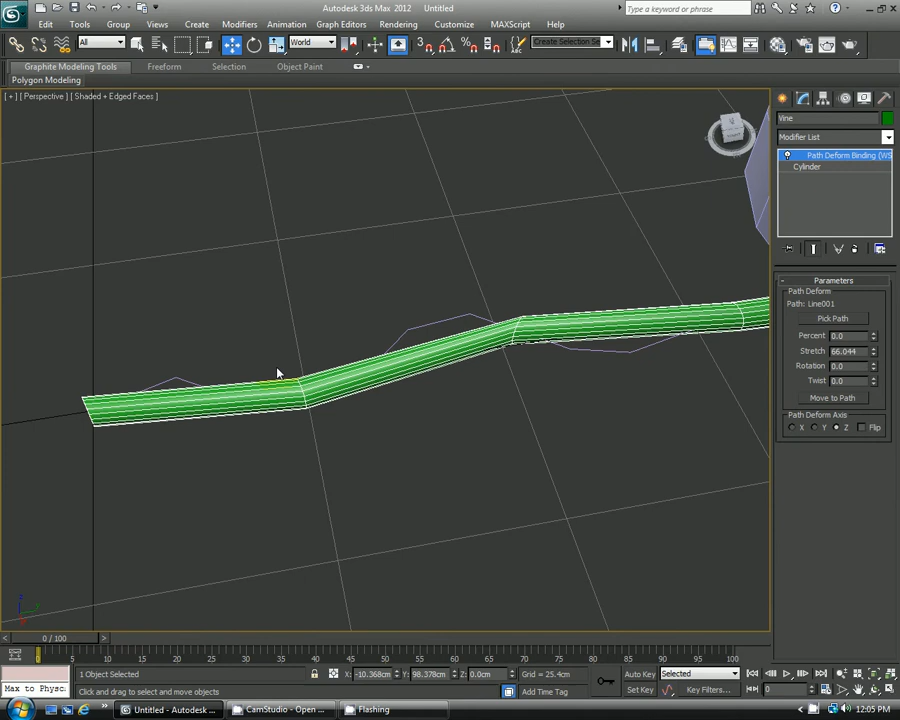 Autodesk 3ds Max 2012    Untitled
Type a keyword or phrase
Edit Tools Group Views Create Modifiers Animation Graph Editors Rendering Customize MAXScript Help
All World Create Selection Se
Graphite Modeling Tools Freeform Selection Object Paint
Polygon Modeling
[ + ] [ Perspective ] [ Shaded + Edged Faces ]
Vine
Modifier List
Path Deform Binding (WS
Cylinder
Parameters
Path Deform
Path: Line001
Pick Path
Percent 0.0
Stretch 66.044
Rotation 0.0
Twist 0.0
Move to Path
Path Deform Axis
X Y Z Flip
0 / 100
0 5 10 15 20 25 30 35 40 45 50 55 60 65 70 75 80 85 90 95 100
1 Object Selected X: -10.368cm Y: 98.378cm Z: 0.0cm Grid = 25.4cm Auto Key Selected
Max to Physc Click and drag to select and move objects Add Time Tag Set Key Key Filters... 0
Untitled - Autodesk ... CamStudio - Open ... Flashing 12:05 PM